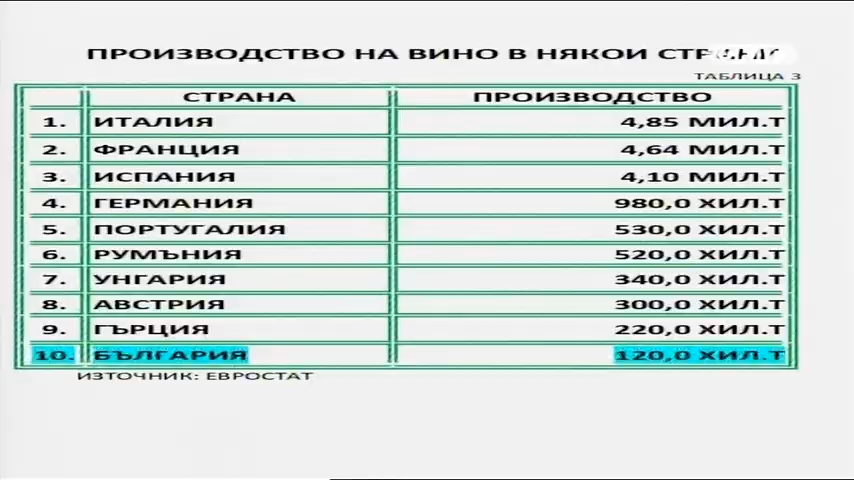 ПРОИЗВОДСТВО НА ВИНО В НЯКОИ
ТАБЛИЦА 3
СТРАНА ПРОИЗВОДСТВО
1. ИТАЛИЯ 4,85 МИЛ.Т
2. ФРАНЦИЯ 4,64 МИЛ.Т
3. ИСПАНИЯ 4,10 МИЛ.Т
4. ГЕРМАНИЯ 980,0 ХИЛ.Т
5. ПОРТУГАЛИЯ 530,0 ХИЛ.Т
6. РУМЪНИЯ 520,0 ХИЛ.Т
7. УНГАРИЯ 340,0 ХИЛ.Т
8. АВСТРИЯ 300,0 ХИЛ.Т
9. ГЪРЦИЯ 220,0 ХИЛ.Т
10. БЪЛГАРИЯ 120,0 ХИЛ.Т
ИЗТОЧНИК: ЕВРОСТАТ